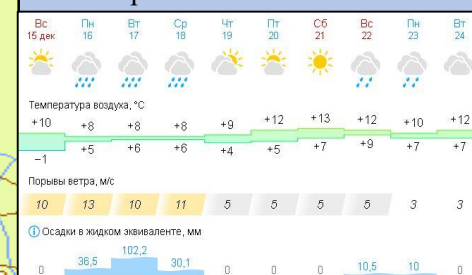 Вс Пн Вт Ср Чт Пт Сб Вс Пн Вт
15 дек 16 17 18 19 20 21 22 23 24
Температура воздуха, °C
+10 +8 +8 +8 +9 +12 +13 +12 +10 +12
−1 +5 +6 +6 +4 +5 +7 +9 +7 +7
Порывы ветра, м/с
10 13 10 11 5 5 5 5 3 3
Осадки в жидком эквиваленте, мм
0 36,5 102,2 30,1 0 0 0 10,5 10 0